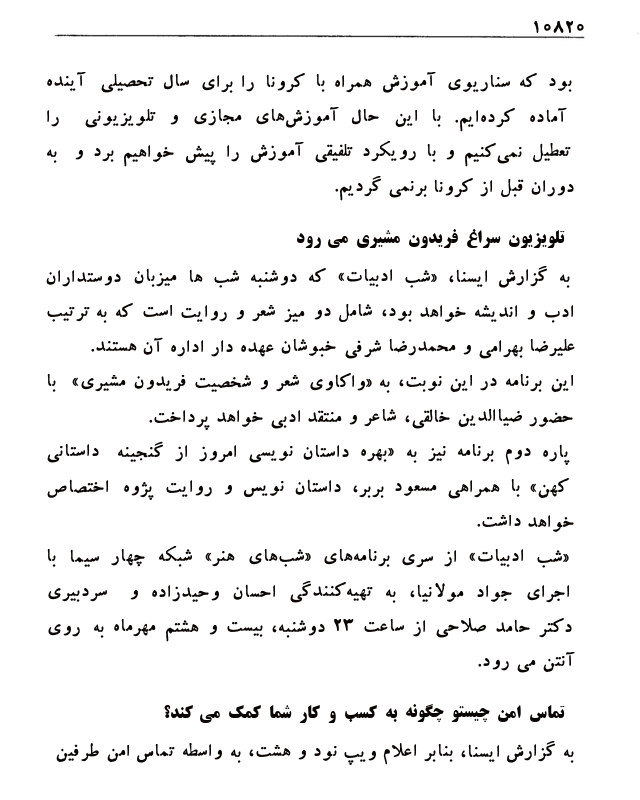 ۱۰۸۲۰
بود که سناریوی آموزش همراه با کرونا را برای سال تحصیلی آینده
آماده کرده‌ایم. با این حال آموزش‌های مجازی و تلویزیونی را
تعطیل نمی‌کنیم و با رویکرد تلفیقی آموزش را پیش خواهیم برد و به
دوران قبل از کرونا برنمی گردیم.
تلویزیون سراغ فریدون مشیری می رود
به گزارش ایسنا، «شب ادبیات» که دوشنبه شب ها میزبان دوستداران
ادب و اندیشه خواهد بود، شامل دو میز شعر و روایت است که به ترتیب
علیرضا بهرامی و محمدرضا شرفی خبوشان عهده دار اداره آن هستند.
این برنامه در این نوبت، به «واکاوی شعر و شخصیت فریدون مشیری» با
حضور ضیاالدین خالقی، شاعر و منتقد ادبی خواهد پرداخت.
پاره دوم برنامه نیز به «بهره داستان نویسی امروز از گنجینه داستانی
کهن» با همراهی مسعود بربر، داستان نویس و روایت پژوه اختصاص
خواهد داشت.
«شب ادبیات» از سری برنامه‌های «شب‌های هنر» شبکه چهار سیما با
اجرای جواد مولانیا، به تهیه‌کنندگی احسان وحیدزاده و سردبیری
دکتر حامد صلاحی از ساعت ۲۳ دوشنبه، بیست و هشتم مهرماه به روی
آنتن می رود.
تماس امن چیستو چگونه به کسب و کار شما کمک می کند؟
به گزارش ایسنا، بنابر اعلام ویپ نود و هشت، به واسطه تماس امن طرفین